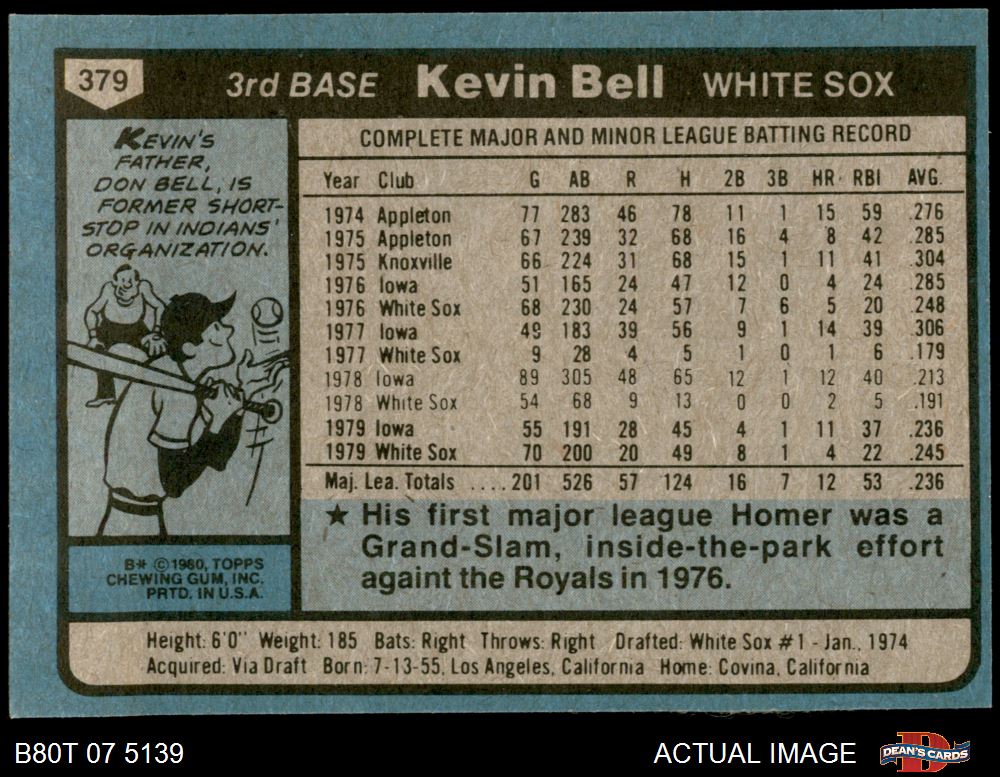 379 3rd BASE Kevin Bell WHITE SOX
KEVIN'S
FATHER,
DON BELL, IS
FORMER SHORT-
STOP IN INDIANS'
ORGANIZATION.
B* ©1980, TOPPS
CHEWING GUM, INC.
PRTD. IN U.S.A.
COMPLETE MAJOR AND MINOR LEAGUE BATTING RECORD
Year Club G AB R H 2B 3B HR RBI AVG.
1974 Appleton 77 283 46 78 11 1 15 59 .276
1975 Appleton 67 239 32 68 16 4 8 42 .285
1975 Knoxville 66 224 31 68 15 1 11 41 .304
1976 Iowa 51 165 24 47 12 0 4 24 .285
1976 White Sox 68 230 24 57 7 6 5 20 .248
1977 Iowa 49 183 39 56 9 1 14 39 .306
1977 White Sox 9 28 4 5 1 0 1 6 .179
1978 Iowa 89 305 48 65 12 1 12 40 .213
1978 White Sox 54 68 9 13 0 0 2 5 .191
1979 Iowa 55 191 28 45 4 1 11 37 .236
1979 White Sox 70 200 20 49 8 1 4 22 .245
Maj. Lea. Totals ....201 526 57 124 16 7 12 53 .236
★ His first major league Homer was a
Grand-Slam, inside-the-park effort
againt the Royals in 1976.
Height: 6'0" Weight: 185 Bats: Right Throws: Right Drafted: White Sox #1 - Jan., 1974
Acquired: Via Draft Born: 7-13-55, Los Angeles, California Home: Covina, California
B80T 07 5139 ACTUAL IMAGE DEAN'S CARDS